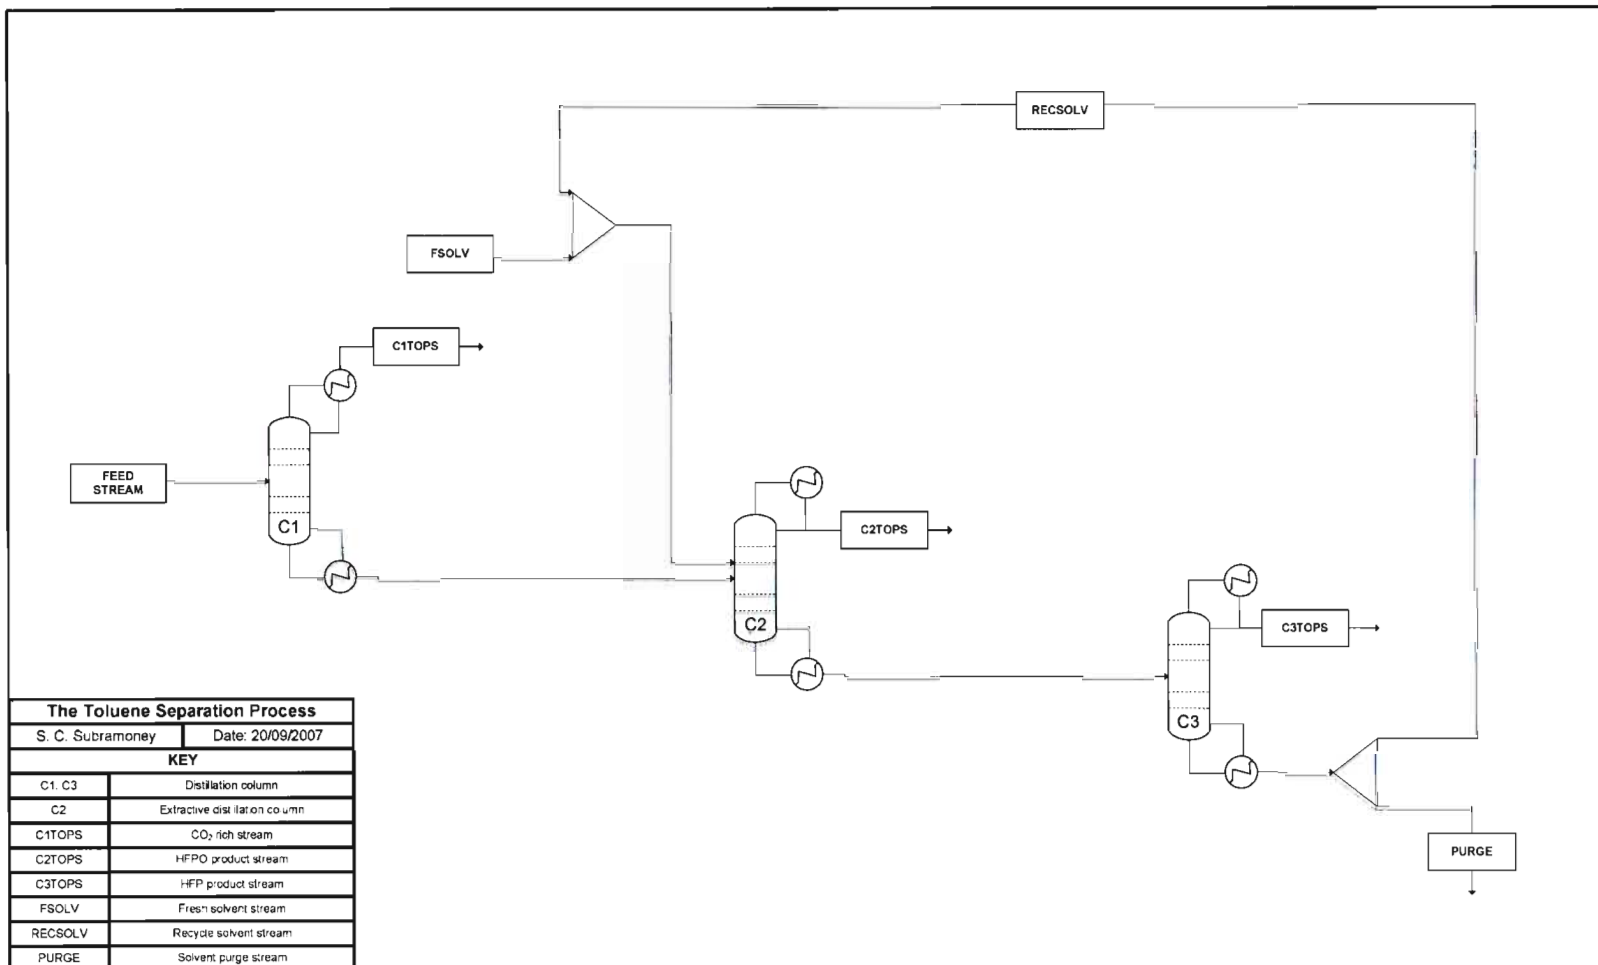 RECSOLV
FSOLV
C1TOPS
FEED
STREAM
C1
C2TOPS
C2
C3TOPS
C3
PURGE
The Toluene Separation Process
S. C. Subramoney Date: 20/09/2007
KEY
C1, C3 Distillation column
C2 Extractive distillation column
C1TOPS CO₂ rich stream
C2TOPS HFPO product stream
C3TOPS HFP product stream
FSOLV Fresh solvent stream
RECSOLV Recycle solvent stream
PURGE Solvent purge stream